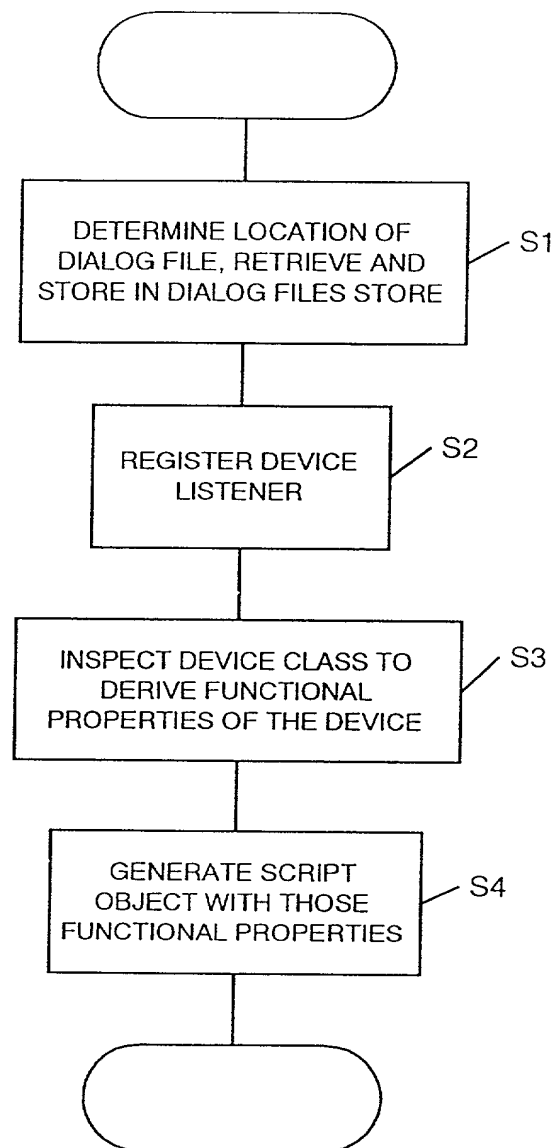 DETERMINE LOCATION OF
DIALOG FILE, RETRIEVE AND
STORE IN DIALOG FILES STORE
S1
REGISTER DEVICE
LISTENER
S2
INSPECT DEVICE CLASS TO
DERIVE FUNCTIONAL
PROPERTIES OF THE DEVICE
S3
GENERATE SCRIPT
OBJECT WITH THOSE
FUNCTIONAL PROPERTIES
S4